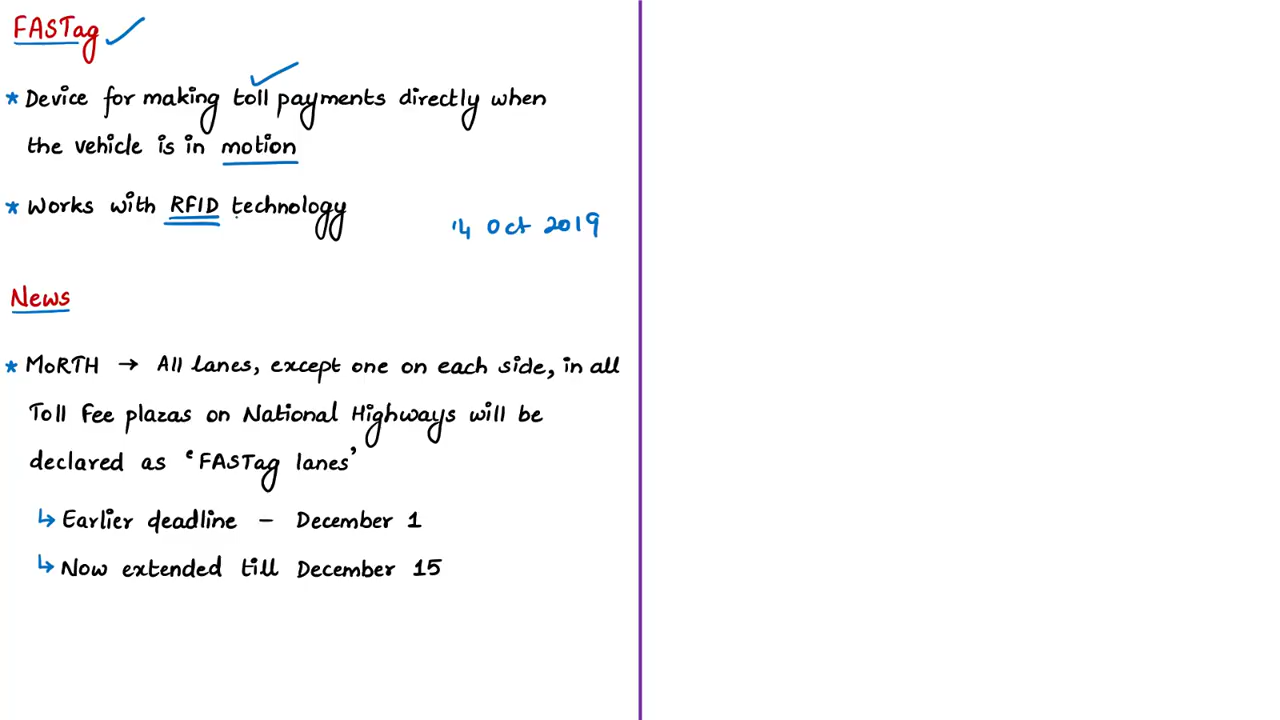 FASTag
* Device for making toll payments directly when
the vehicle is in motion
* Works with RFID technology
14 Oct 2019
News
* MoRTH → All lanes, except one on each side, in all
Toll Fee plazas on National Highways will be
declared as ‘FASTag lanes’
↳ Earlier deadline – December 1
↳ Now extended till December 15